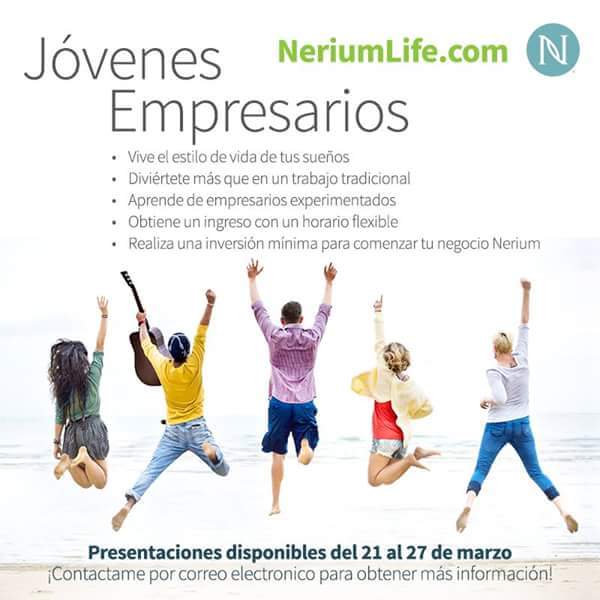 Jóvenes
Empresarios
NeriumLife.com
N
• Vive el estilo de vida de tus sueños
• Diviértete más que en un trabajo tradicional
• Aprende de empresarios experimentados
• Obtiene un ingreso con un horario flexible
• Realiza una inversión mínima para comenzar tu negocio Nerium
Presentaciones disponibles del 21 al 27 de marzo
¡Contactame por correo electronico para obtener más información!